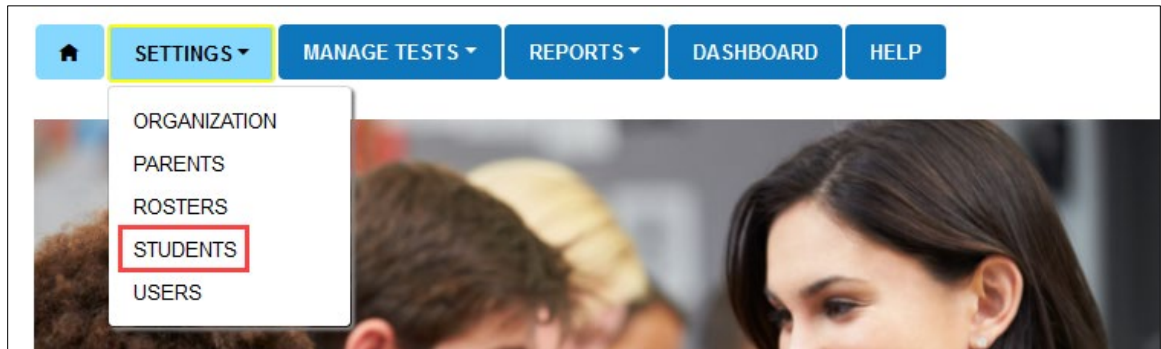 SETTINGS MANAGE TESTS REPORTS DASHBOARD HELP
ORGANIZATION
PARENTS
ROSTERS
STUDENTS
USERS